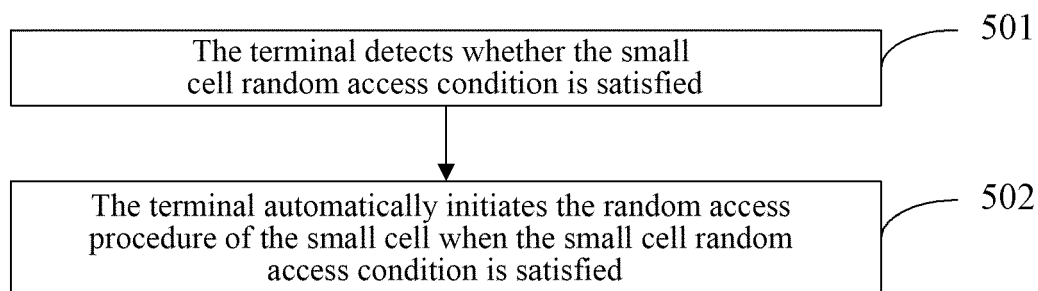 501
The terminal detects whether the small
cell random access condition is satisfied
502
The terminal automatically initiates the random access
procedure of the small cell when the small cell random
access condition is satisfied